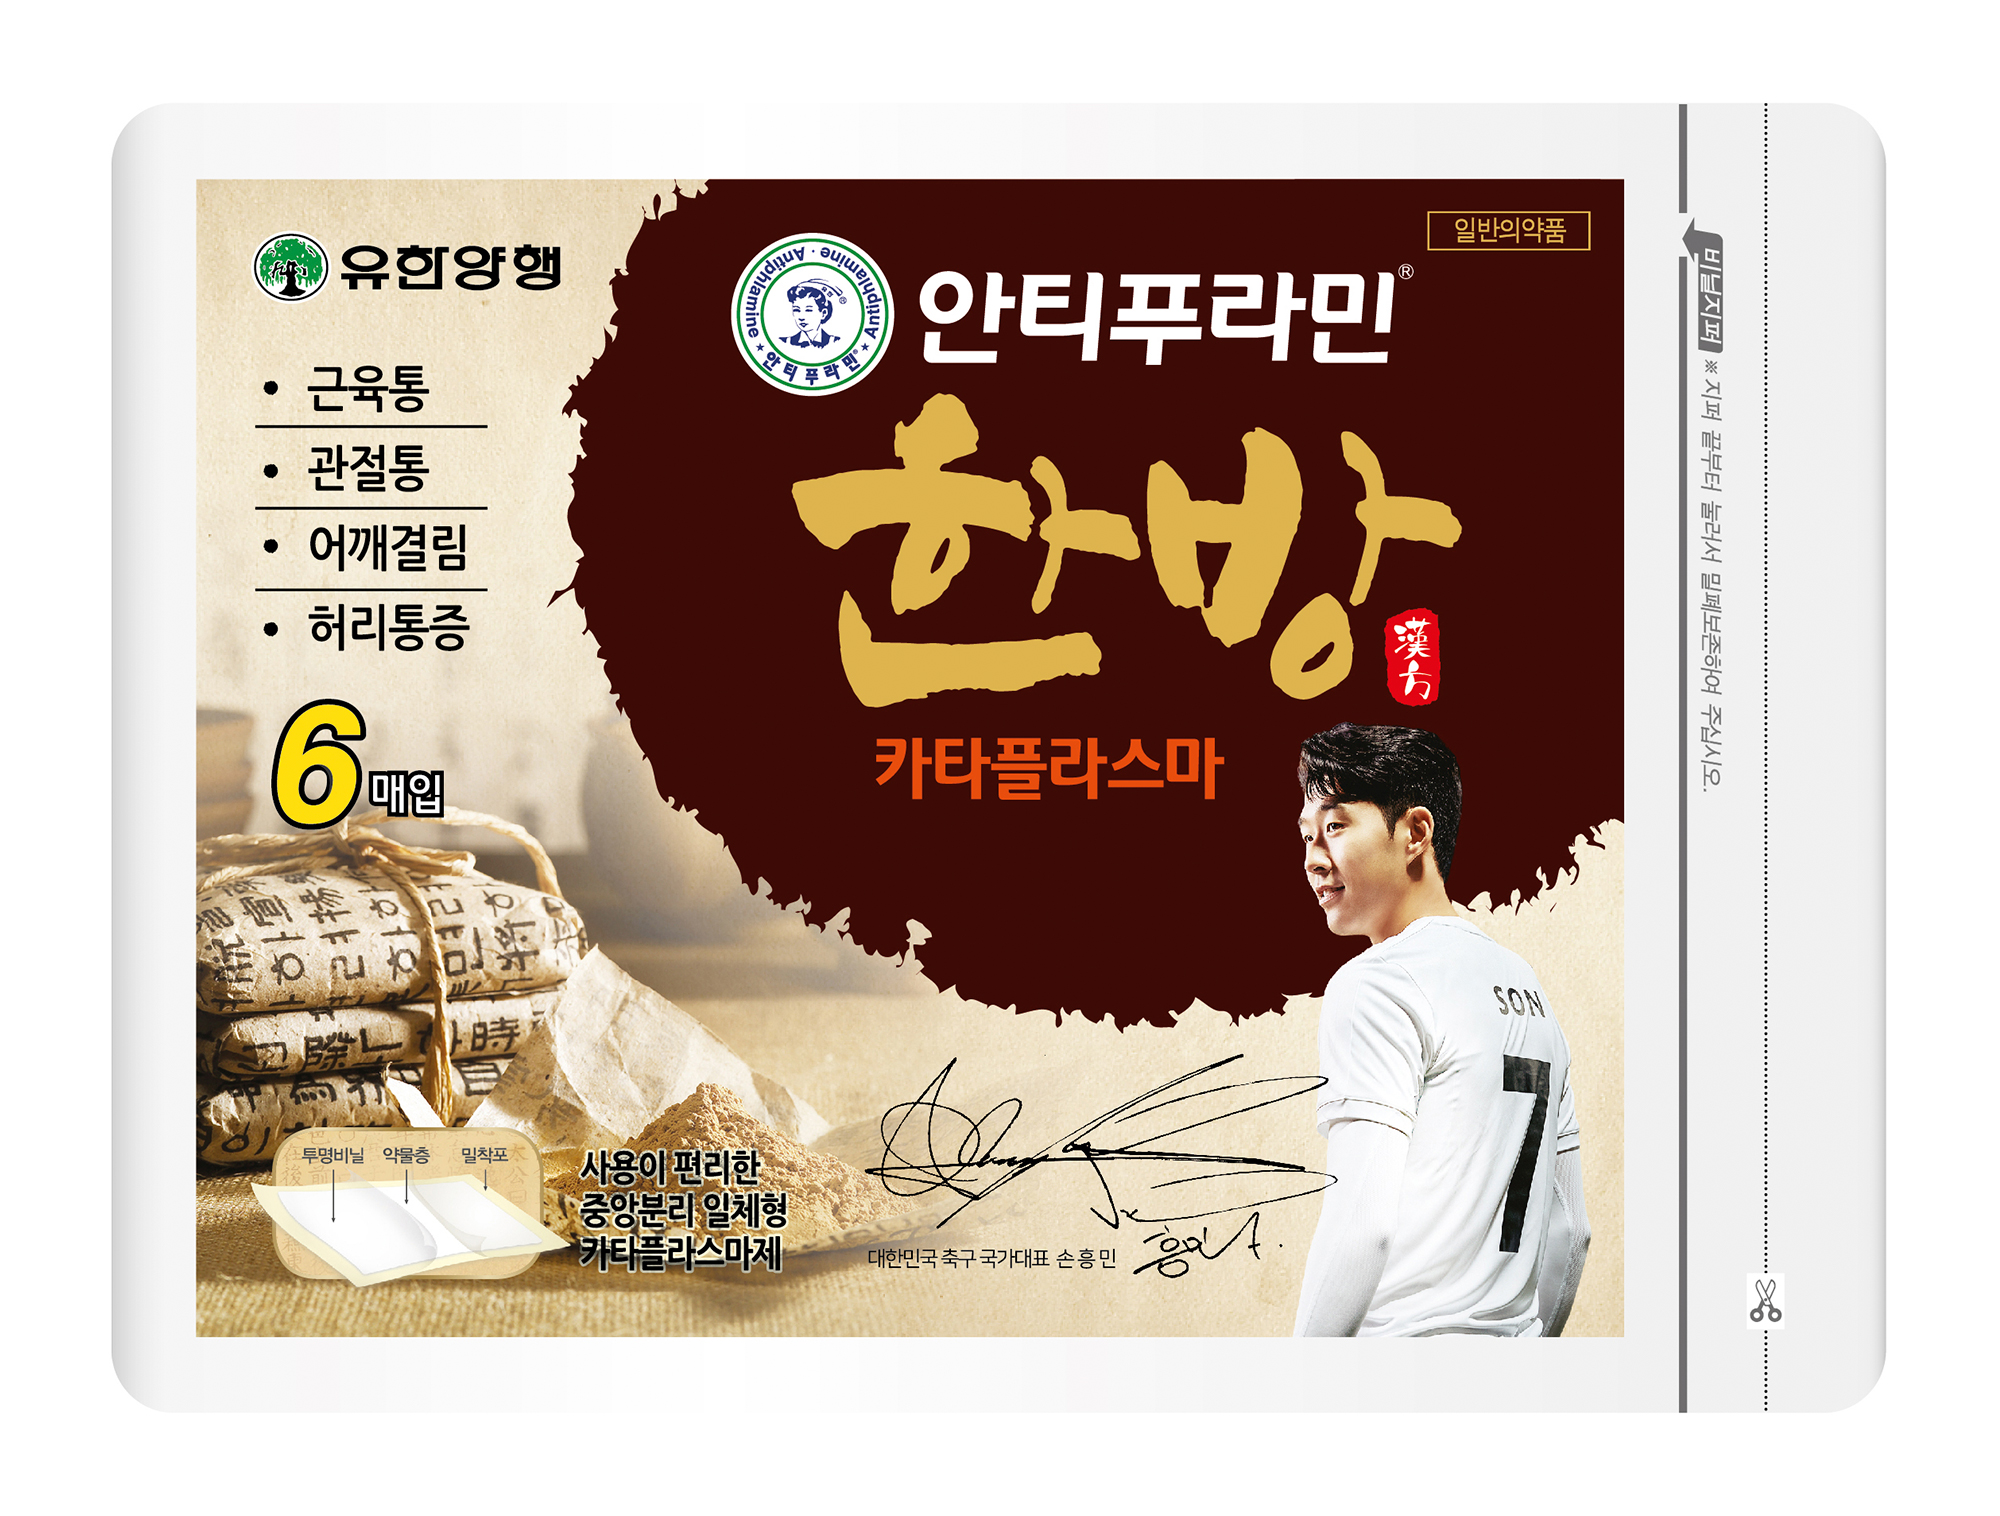 유한양행
• 근육통
• 관절통
• 어깨결림
• 허리통증
6매입
일반의약품
Antiphlamine · Antiphlamine
★ 안티푸라민® ★
안티푸라민®
한방
漢方
카타플라스마
SON
7
투명비닐 약물층 밀착포
사용이 편리한
중앙분리 일체형
카타플라스마제
대한민국 축구 국가대표 손흥민
비닐지퍼 ※ 지퍼 끝부터 눌러서 밀폐보존하여 주십시오.